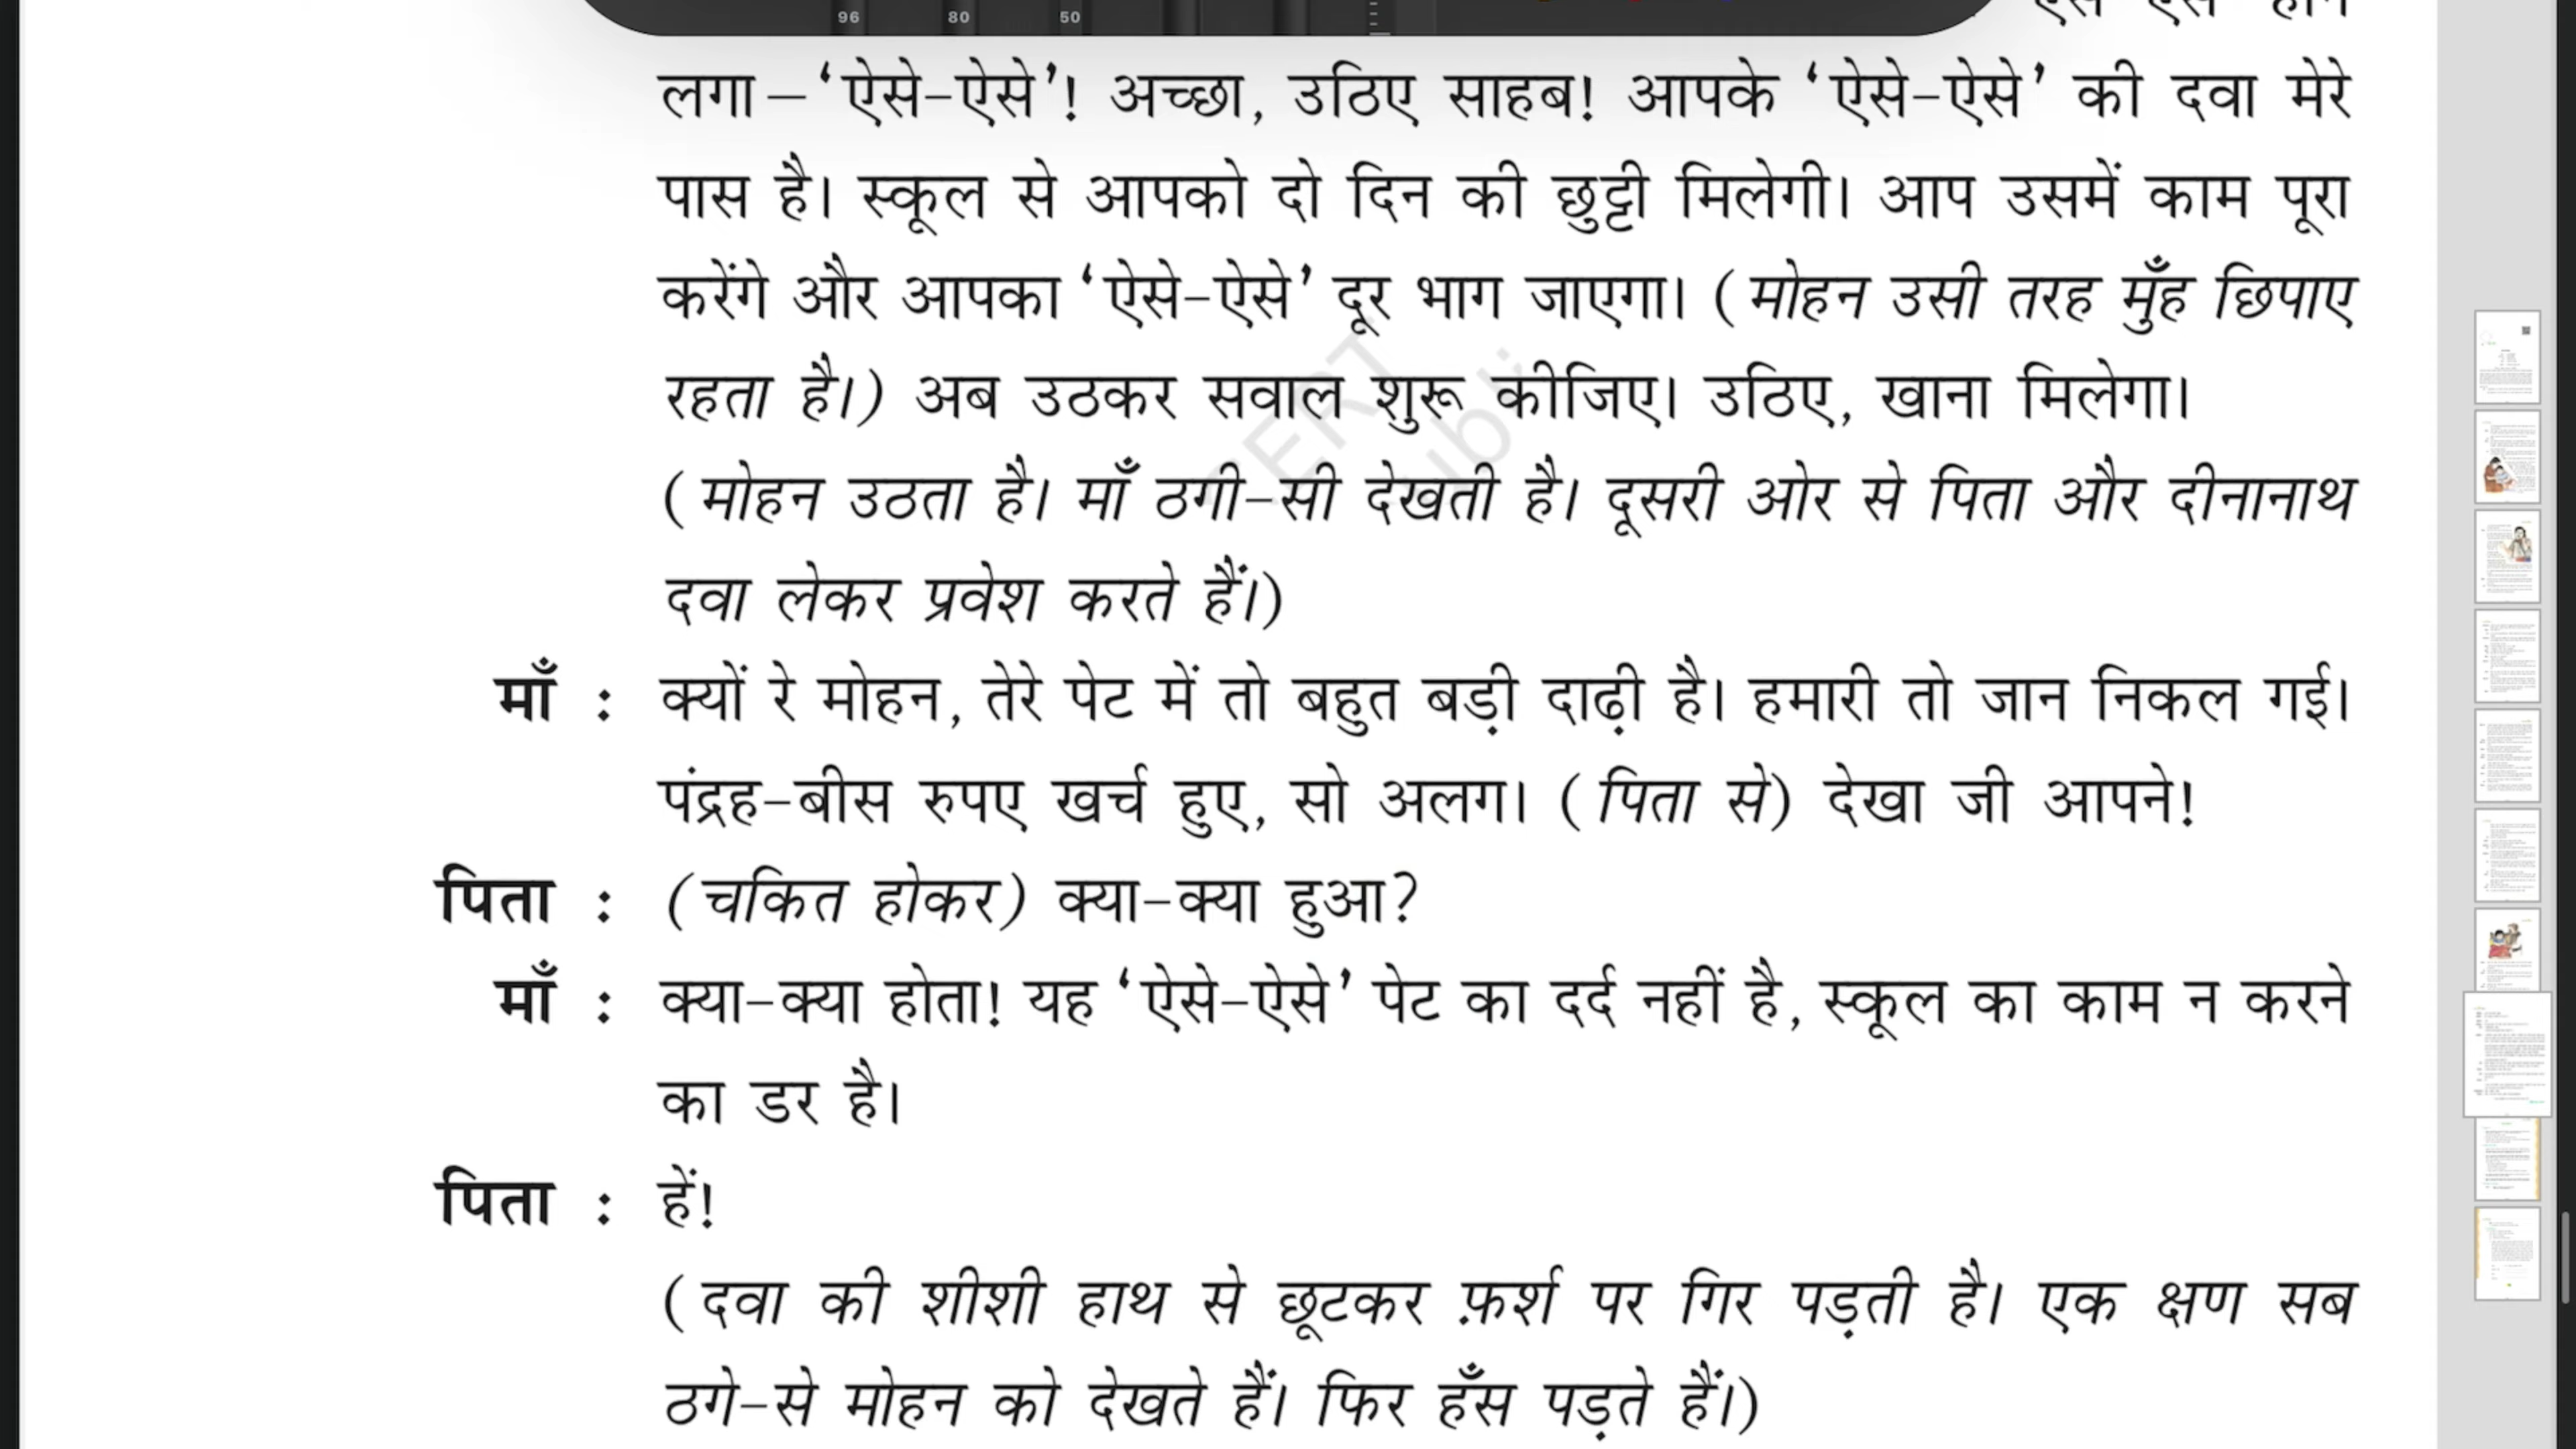 96 80 50
लगा–‘ऐसे-ऐसे’! अच्छा, उठिए साहब! आपके ‘ऐसे-ऐसे’ की दवा मेरे
पास है। स्कूल से आपको दो दिन की छुट्टी मिलेगी। आप उसमें काम पूरा
करेंगे और आपका ‘ऐसे-ऐसे’ दूर भाग जाएगा। (मोहन उसी तरह मुँह छिपाए
रहता है।) अब उठकर सवाल शुरू कीजिए। उठिए, खाना मिलेगा।
(मोहन उठता है। माँ ठगी-सी देखती है। दूसरी ओर से पिता और दीनानाथ
दवा लेकर प्रवेश करते हैं।)
माँ : क्यों रे मोहन, तेरे पेट में तो बहुत बड़ी दाढ़ी है। हमारी तो जान निकल गई।
पंद्रह-बीस रुपए खर्च हुए, सो अलग। (पिता से) देखा जी आपने!
पिता : (चकित होकर) क्या-क्या हुआ?
माँ : क्या-क्या होता! यह ‘ऐसे-ऐसे’ पेट का दर्द नहीं है, स्कूल का काम न करने
का डर है।
पिता : हें!
(दवा की शीशी हाथ से छूटकर फ़र्श पर गिर पड़ती है। एक क्षण सब
ठगे-से मोहन को देखते हैं। फिर हँस पड़ते हैं।)